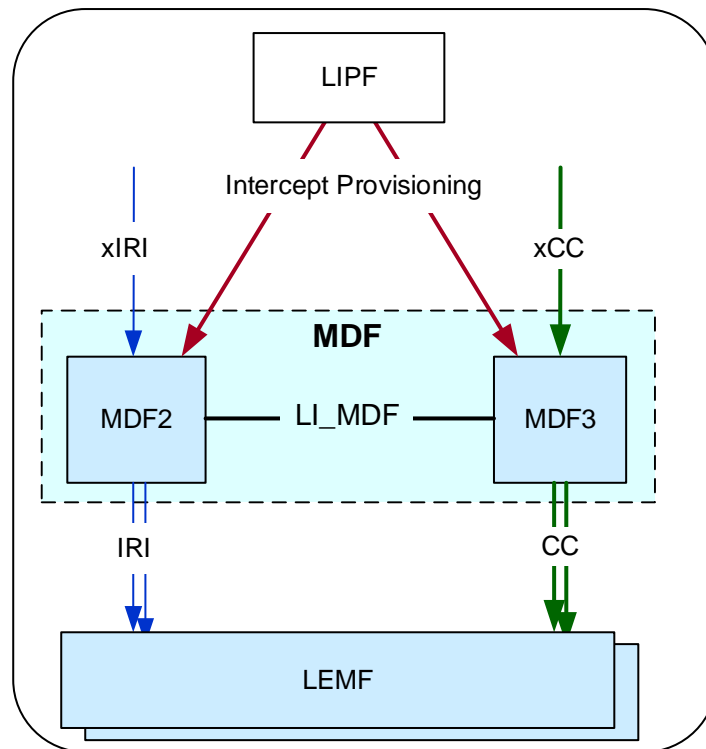 LIPF
Intercept Provisioning
xIRI
xCC
MDF
MDF2
LI_MDF
MDF3
IRI
CC
LEMF